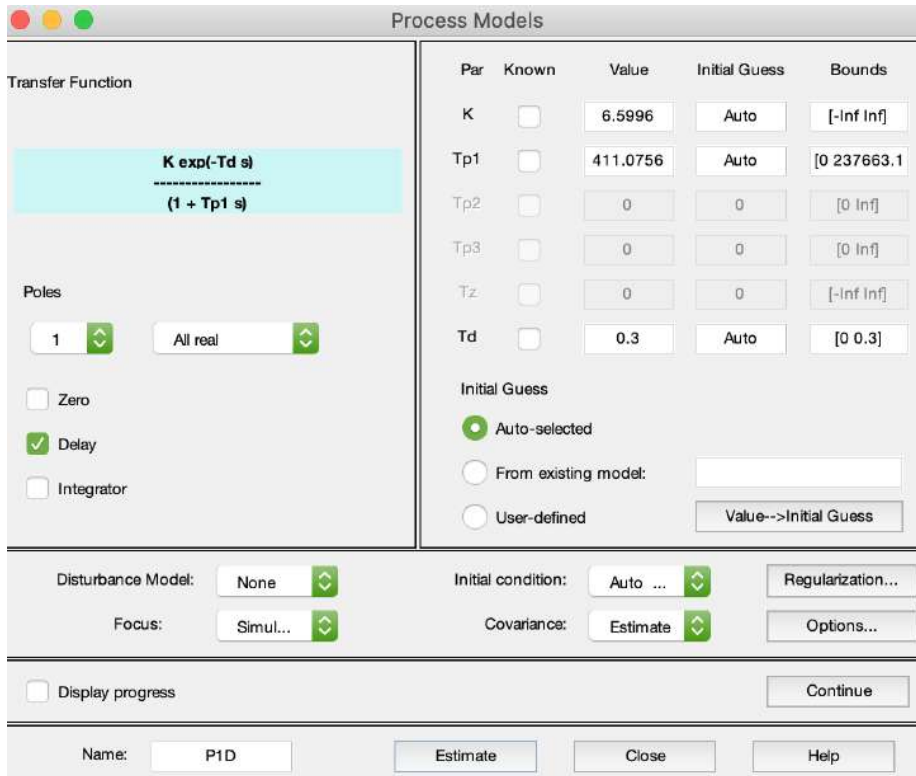 Process Models
Transfer Function
K exp(-Td s)
-----------------
(1 + Tp1 s)
Poles
1 All real
Zero
Delay
Integrator
Par Known Value Initial Guess Bounds
K 6.5996 Auto [-Inf Inf]
Tp1 411.0756 Auto [0 237663.1
Tp2 0 0 [0 Inf]
Tp3 0 0 [0 Inf]
Tz 0 0 [-Inf Inf]
Td 0.3 Auto [0 0.3]
Initial Guess
Auto-selected
From existing model:
User-defined Value-->Initial Guess
Disturbance Model: None Initial condition: Auto ... Regularization...
Focus: Simul... Covariance: Estimate Options...
Display progress Continue
Name: P1D Estimate Close Help